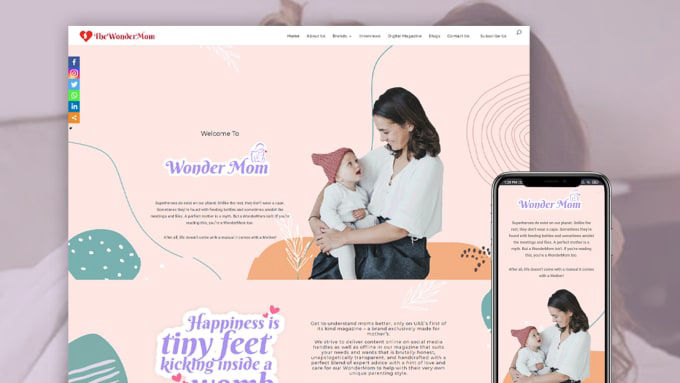 TheWonderMom
Home About Us Brands Interviews Digital Magazine Blogs Contact Us Subscribe Us
Welcome To
Wonder Mom
Superheroes do exist on our planet. Unlike the
rest, they don't wear a cape.
Sometimes they're found with feeding bottles and sometimes amidst the
meetings and files. A perfect mother is a myth. But a WonderMom isn't. If you're
reading this, you're a WonderMom too.
After all, life doesn't come with a manual it comes with a Mother!
Happiness is
tiny feet
kicking inside a
womb
Get to understand moms better, only on UAE's first of
its kind magazine – a brand exclusively made for
mother's.
We strive to deliver content online on social media
handles as well as offline in our magazine that suits
your needs and wants that is brutally honest,
unapologetically transparent, and handcrafted with a
perfect blend of expert advice with a hint of love and
care for our WonderMom to help with their very own
unique parenting style.
Wonder Mom
Superheroes do exist on our planet. Unlike the
rest, they don't wear a cape. Sometimes they're
found with feeding bottles and sometimes amidst
the meetings and files. A perfect mother is a
myth. But a WonderMom isn't. If you're reading
this, you're a WonderMom too.
After all, life doesn't come with a manual it comes
with a Mother!